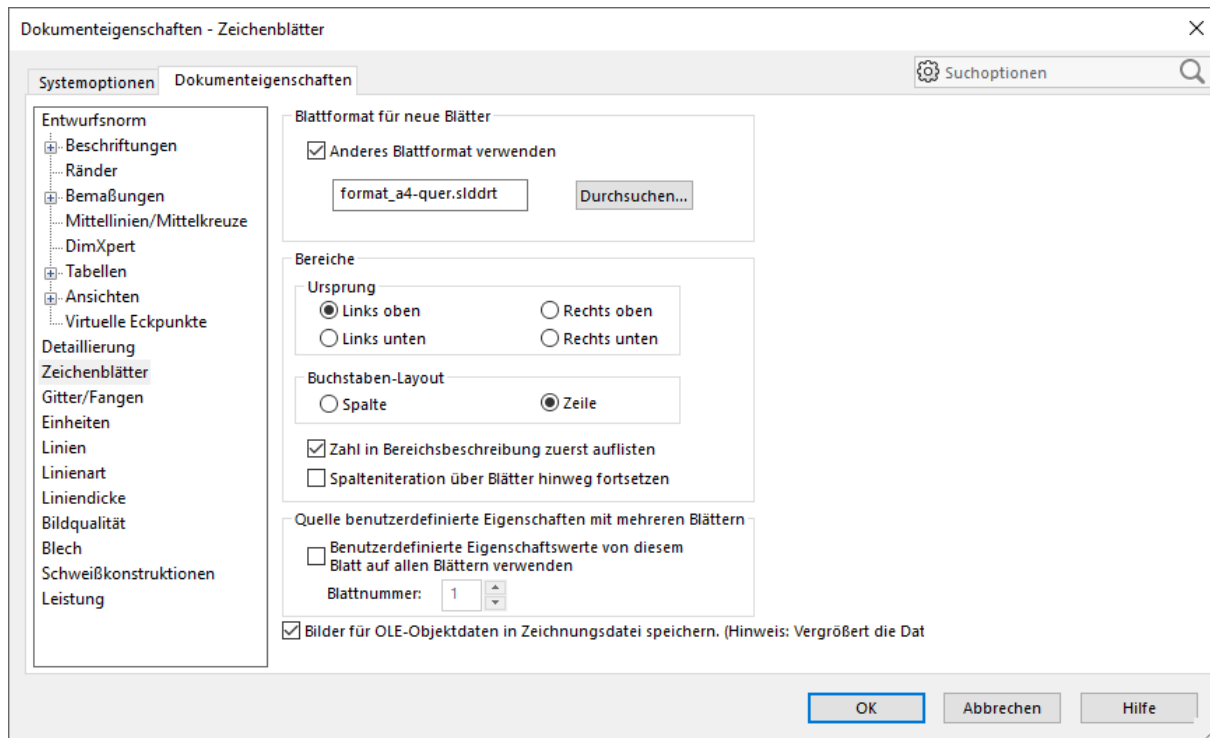 Dokumenteigenschaften - Zeichenblätter
Systemoptionen
Dokumenteigenschaften
Suchoptionen
Entwurfsnorm
Beschriftungen
Ränder
Bemaßungen
Mittellinien/Mittelkreuze
DimXpert
Tabellen
Ansichten
Virtuelle Eckpunkte
Detaillierung
Zeichenblätter
Gitter/Fangen
Einheiten
Linien
Linienart
Liniendicke
Bildqualität
Blech
Schweißkonstruktionen
Leistung
Blattformat für neue Blätter
Anderes Blattformat verwenden
format_a4-quer.slddrt
Durchsuchen...
Bereiche
Ursprung
Links oben
Rechts oben
Links unten
Rechts unten
Buchstaben-Layout
Spalte
Zeile
Zahl in Bereichsbeschreibung zuerst auflisten
Spalteniteration über Blätter hinweg fortsetzen
Quelle benutzerdefinierte Eigenschaften mit mehreren Blättern
Benutzerdefinierte Eigenschaftswerte von diesem
Blatt auf allen Blättern verwenden
Blattnummer: 1
Bilder für OLE-Objektdaten in Zeichnungsdatei speichern. (Hinweis: Vergrößert die Dat
OK
Abbrechen
Hilfe